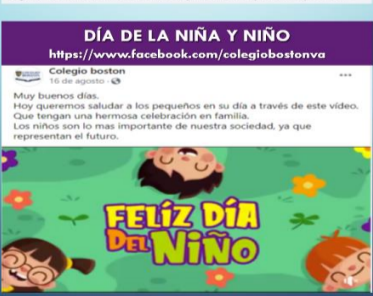 DÍA DE LA NIÑA Y NIÑO
https://www.facebook.com/colegiobostonva
Colegio boston
16 de agosto ·
Muy buenos días.
Hoy queremos saludar a los pequeños en su día a través de este vídeo.
Que tengan una hermosa celebración en familia.
Los niños son lo mas importante de nuestra sociedad, ya que
representan el futuro.
FELÍZ DÍA
DEL NIÑO